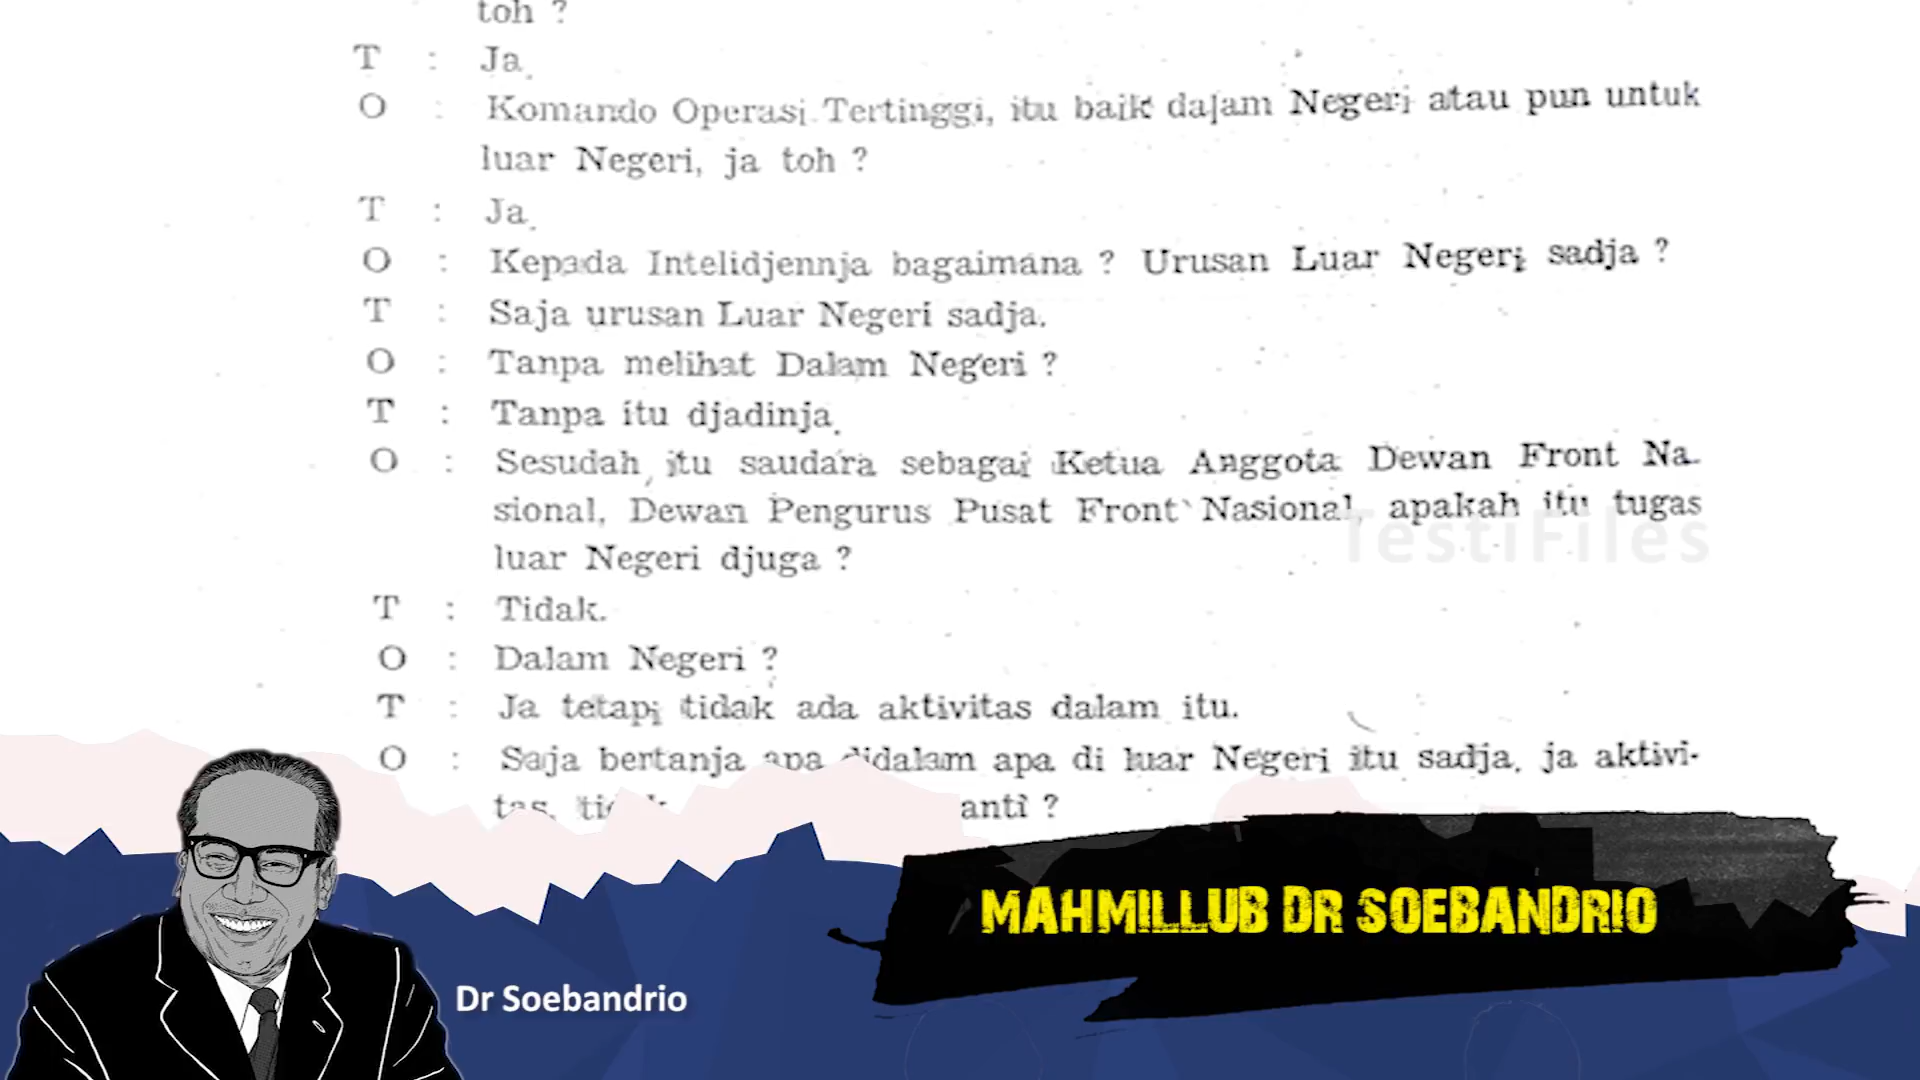 toh ?
T : Ja.
O : Komando Operasi Tertinggi, itu baik dalam Negeri atau pun untuk
luar Negeri, ja toh ?
T : Ja.
O : Kepada Intelidjennja bagaimana ? Urusan Luar Negeri sadja ?
T : Saja urusan Luar Negeri sadja.
O : Tanpa melihat Dalam Negeri ?
T : Tanpa itu djadinja.
O : Sesudah itu saudara sebagai Ketua Anggota Dewan Front Na-
sional, Dewan Pengurus Pusat Front Nasional, apakah itu tugas
luar Negeri djuga ?
TestiFiles
T : Tidak.
O : Dalam Negeri ?
T : Ja tetapi tidak ada aktivitas dalam itu.
O : Saja bertanja apa didalam apa di luar Negeri itu sadja, ja aktivi-
tas, anti ?
MAHMILLUB DR SOEBANDRIO
Dr Soebandrio